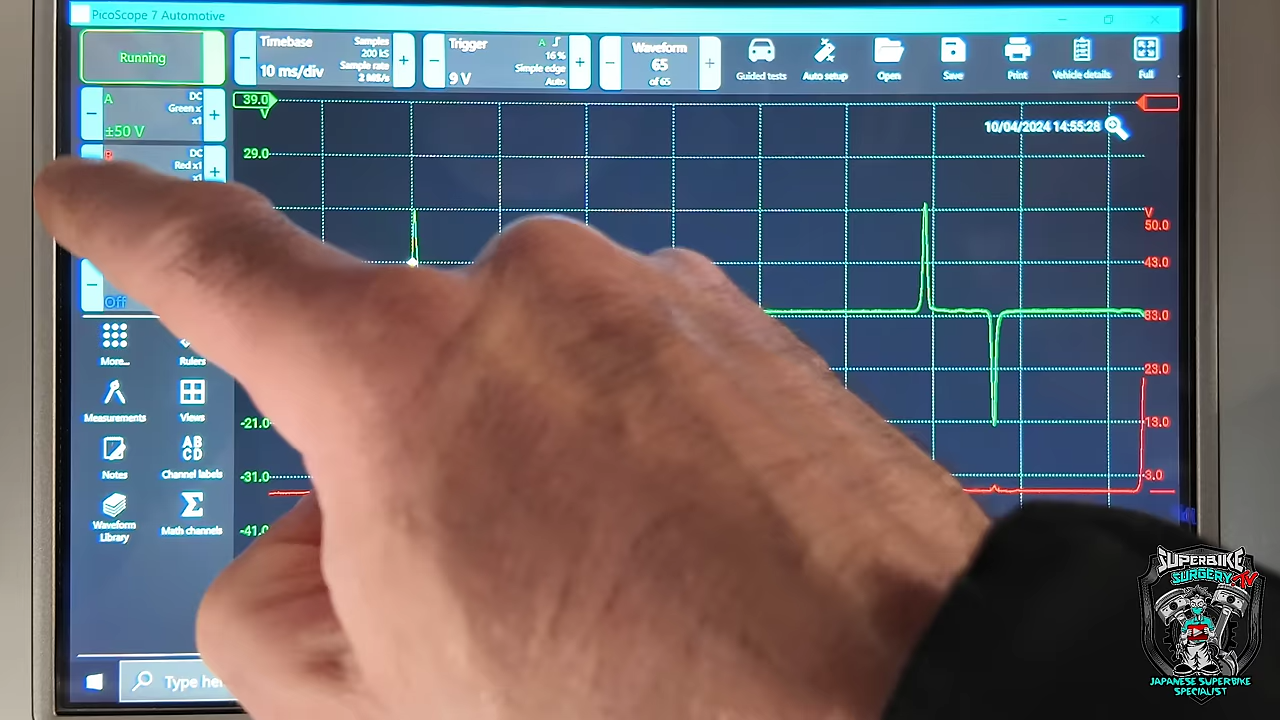 PicoScope 7 Automotive
Running
Timebase
10 ms/div
Samples
200 kS
Sample rate
2 MS/s
Trigger
9 V
A
16 %
Simple edge
Auto
Waveform
65
of 65
Guided tests
Auto setup
Open
Save
Print
Vehicle details
Full
A
DC
Green x1
x1
±50 V
B
DC
Red x1
x1
39.0
V
29.0
10/04/2024 14:55:28
V
50.0
43.0
33.0
23.0
13.0
3.0
-21.0
-31.0
-41.0
Off
More...
Rulers
Measurements
Views
Notes
ABCD
Channel labels
Waveform Library
Math channels
Type her
SUPERBIKE
SURGERY TV
JAPANESE SUPERBIKE
SPECIALIST